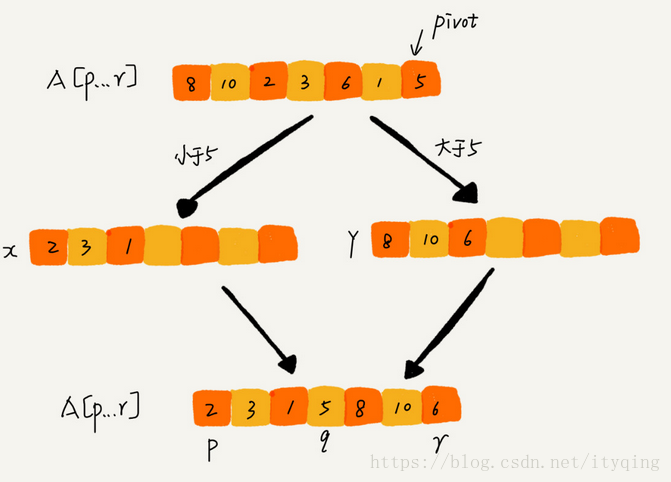 pivot
A[p...r] 8 10 2 3 6 1 5
小于5 大于5
x 2 3 1
Y 8 10 6
A[p...r] 2 3 1 5 8 10 6
p q r
https://blog.csdn.net/ityqing